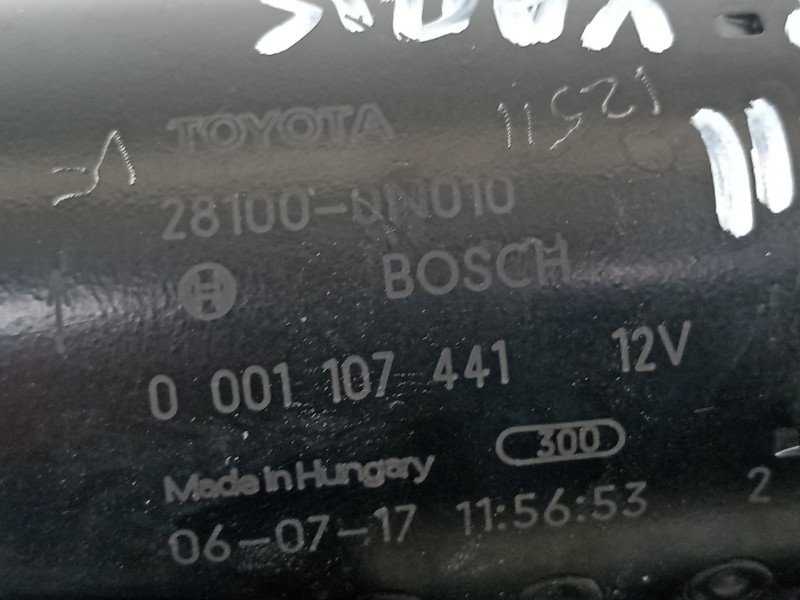 YARIS
TOYOTA 11521
28100-0N010
BOSCH
0 001 107 441 12V
300
Made in Hungary
06-07-17 11:56:53 2